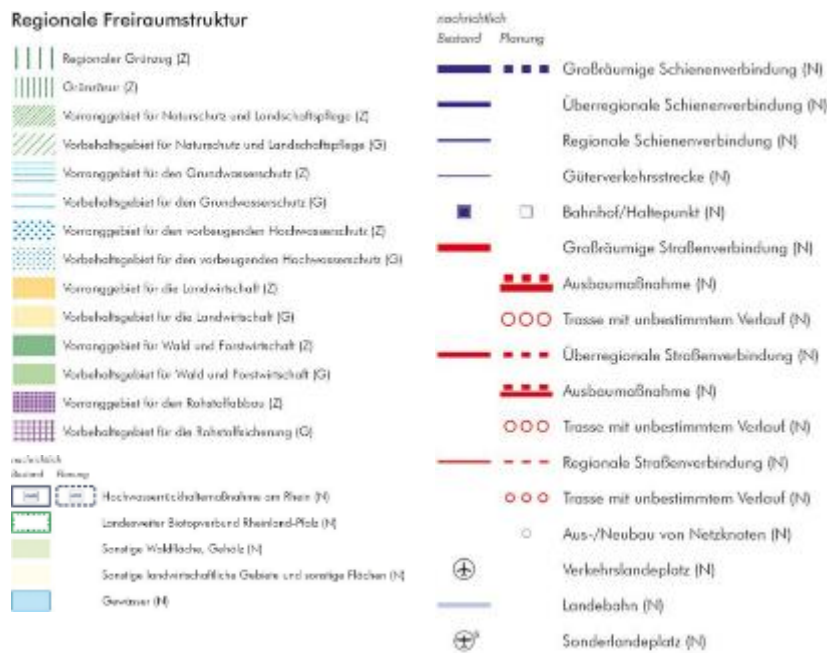 Regionale Freiraumstruktur
Regionaler Grünzug (Z)
Grünzäsur (Z)
Vorranggebiet für Naturschutz und Landschaftspflege (Z)
Vorbehaltsgebiet für Naturschutz und Landschaftspflege (G)
Vorranggebiet für den Grundwasserschutz (Z)
Vorbehaltsgebiet für den Grundwasserschutz (G)
Vorranggebiet für den vorbeugenden Hochwasserschutz (Z)
Vorbehaltsgebiet für den vorbeugenden Hochwasserschutz (G)
Vorranggebiet für die Landwirtschaft (Z)
Vorbehaltsgebiet für die Landwirtschaft (G)
Vorranggebiet für Wald und Forstwirtschaft (Z)
Vorbehaltsgebiet für Wald und Forstwirtschaft (G)
Vorranggebiet für den Rohstoffabbau (Z)
Vorbehaltsgebiet für die Rohstoffsicherung (G)
nachrichtlich
Bestand Planung
Hochwasserrückhaltemaßnahme am Rhein (N)
Landesweiter Biotopverbund Rheinland-Pfalz (N)
Sonstige Waldfläche, Gehölz (N)
Sonstige landwirtschaftliche Gebiete und sonstige Flächen (N)
Gewässer (N)
nachrichtlich
Bestand Planung
Großräumige Schienenverbindung (N)
Überregionale Schienenverbindung (N)
Regionale Schienenverbindung (N)
Güterverkehrsstrecke (N)
Bahnhof/Haltepunkt (N)
Großräumige Straßenverbindung (N)
Ausbaumaßnahme (N)
Trasse mit unbestimmtem Verlauf (N)
Überregionale Straßenverbindung (N)
Ausbaumaßnahme (N)
Trasse mit unbestimmtem Verlauf (N)
Regionale Straßenverbindung (N)
Trasse mit unbestimmtem Verlauf (N)
Aus-/Neubau von Netzknoten (N)
Verkehrslandeplatz (N)
Landebahn (N)
Sonderlandeplatz (N)